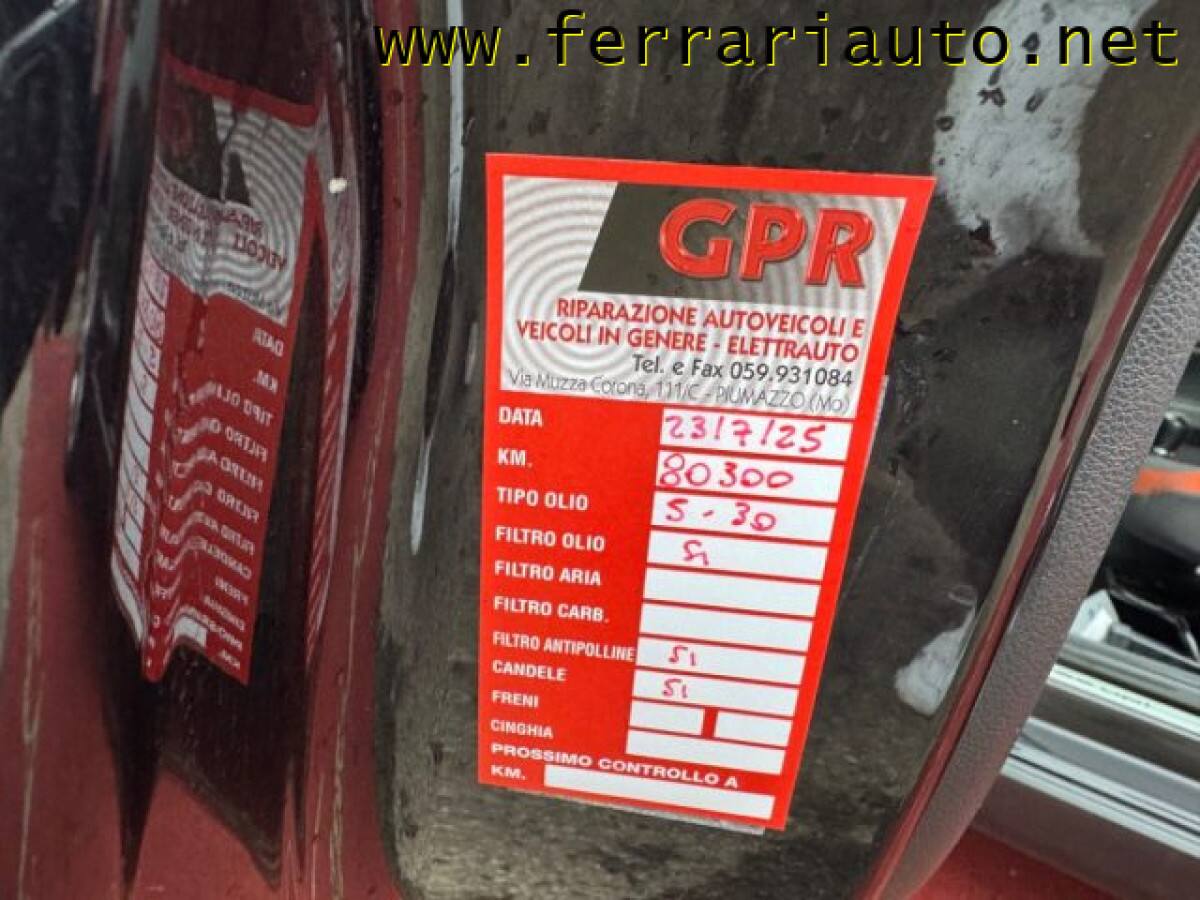 www.ferrariauto.net
GPR
RIPARAZIONE AUTOVEICOLI E
VEICOLI IN GENERE - ELETTRAUTO
Tel. e Fax 059.931084
Via Muzza Corona, 111/C - PIUMAZZO (Mo)
DATA 23/7/25
KM. 80300
TIPO OLIO 5-30
FILTRO OLIO Si
FILTRO ARIA
FILTRO CARB.
FILTRO ANTIPOLLINE Si
CANDELE Si
FRENI
CINGHIA
PROSSIMO CONTROLLO A
KM.